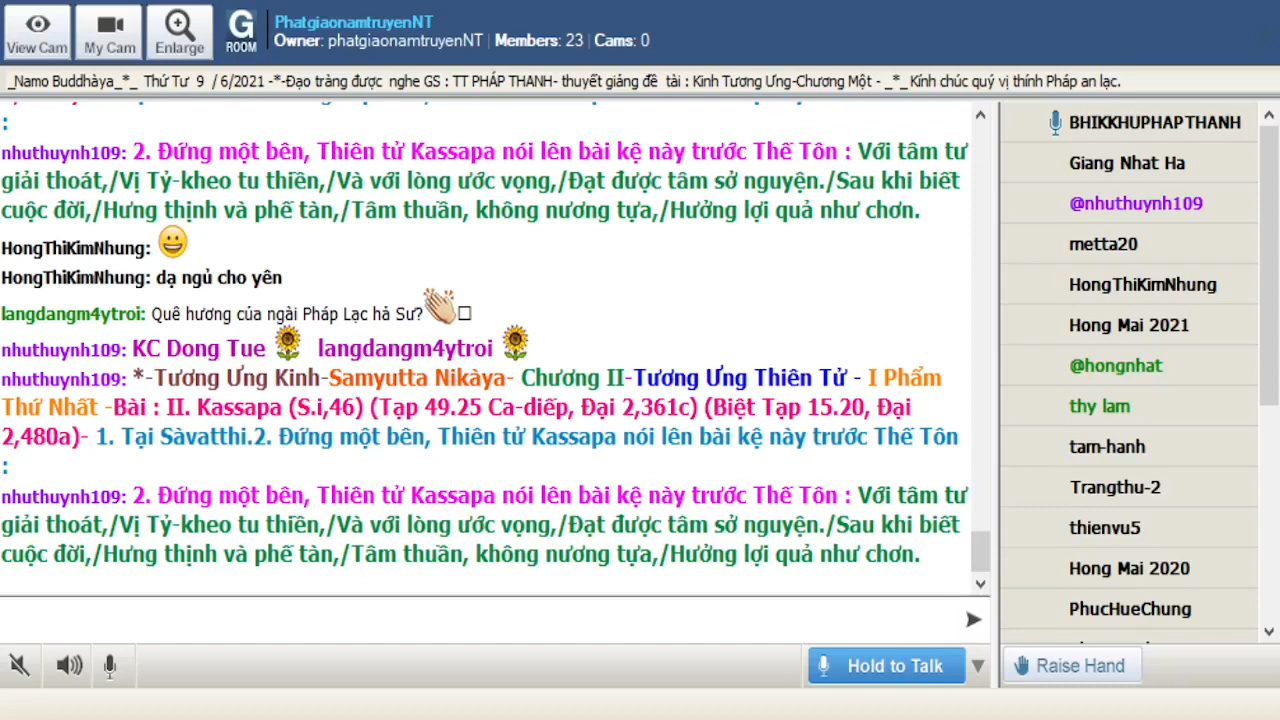 View Cam
My Cam
Enlarge
G
ROOM
PhatgiaonamtruyenNT
Owner: phatgiaonamtruyenNT | Members: 23 | Cams: 0
_Namo Buddhàya_*_ Thứ Tư 9 / 6/2021 -*-Đạo tràng được nghe GS : TT PHÁP THANH- thuyết giảng đề tài : Kinh Tương Ưng-Chương Một - _*_Kính chúc quý vị thính Pháp an lạc.
:
nhuthuynh109: 2. Đứng một bên, Thiên tử Kassapa nói lên bài kệ này trước Thế Tôn : Với tâm tư
giải thoát,/Vị Tỷ-kheo tu thiền,/Và với lòng ước vọng,/Đạt được tâm sở nguyện./Sau khi biết
cuộc đời,/Hưng thịnh và phế tàn,/Tâm thuần, không nương tựa,/Hưởng lợi quả như chơn.
HongThiKimNhung: 😀
HongThiKimNhung: dạ ngủ cho yên
langdangm4ytroi: Quê hương của ngài Pháp Lạc hả Sư?👏□
nhuthuynh109: KC Dong Tue 🌻 langdangm4ytroi 🌻
nhuthuynh109: *-Tương Ưng Kinh-Samyutta Nikàya- Chương II-Tương Ưng Thiên Tử - I Phẩm
Thứ Nhất -Bài : II. Kassapa (S.i,46) (Tạp 49.25 Ca-diếp, Đại 2,361c) (Biệt Tạp 15.20, Đại
2,480a)- 1. Tại Sàvatthi.2. Đứng một bên, Thiên tử Kassapa nói lên bài kệ này trước Thế Tôn
:
nhuthuynh109: 2. Đứng một bên, Thiên tử Kassapa nói lên bài kệ này trước Thế Tôn : Với tâm tư
giải thoát,/Vị Tỷ-kheo tu thiền,/Và với lòng ước vọng,/Đạt được tâm sở nguyện./Sau khi biết
cuộc đời,/Hưng thịnh và phế tàn,/Tâm thuần, không nương tựa,/Hưởng lợi quả như chơn.
Hold to Talk
BHIKKHUPHAPTHANH
Giang Nhat Ha
@nhuthuynh109
metta20
HongThiKimNhung
Hong Mai 2021
@hongnhat
thy lam
tam-hanh
Trangthu-2
thienvu5
Hong Mai 2020
PhucHueChung
Raise Hand